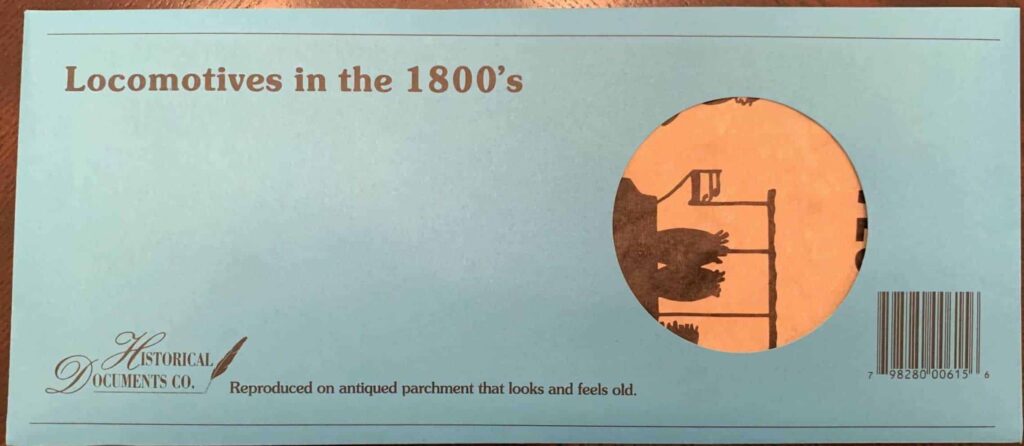 Locomotives in the 1800's
Historical
Documents Co.
Reproduced on antiqued parchment that looks and feels old.
7 98280 00615 6